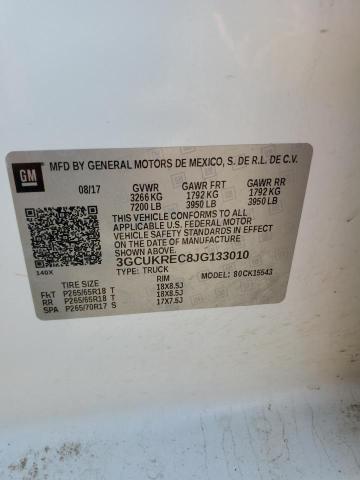 GM
MFD BY GENERAL MOTORS DE MEXICO, S. DE R.L. DE C.V.
08/17 GVWR GAWR FRT GAWR RR
3266 KG 1792 KG 1792 KG
7200 LB 3950 LB 3950 LB
THIS VEHICLE CONFORMS TO ALL
APPLICABLE U.S. FEDERAL MOTOR
VEHICLE SAFETY STANDARDS IN EFFECT
ON THE DATE OF MANUFACTURE
SHOWN ABOVE.
3GCUKREC8JG133010
140X TYPE: TRUCK MODEL: 80CK15543
TIRE SIZE RIM
FRT P265/65R18 T 18X8.5J
RR P265/65R18 T 18X8.5J
SPA P265/70R17 S 17X7.5J